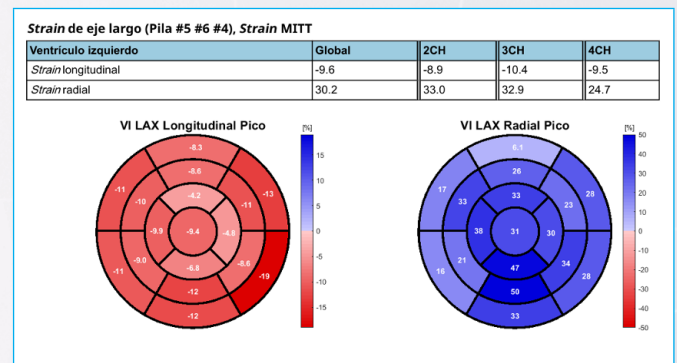 Strain de eje largo (Pila #5 #6 #4), Strain MITT
Ventrículo izquierdo Global 2CH 3CH 4CH
Strain longitudinal -9.6 -8.9 -10.4 -9.5
Strain radial 30.2 33.0 32.9 24.7
VI LAX Longitudinal Pico
[%]
-8.3
-8.6
-11 -10 -4.2 -11 -13
-9.9 -9.4 -4.8
-11 -9.0 -6.8 -8.6 -19
-12
-12
15
10
5
0
-5
-10
-15
VI LAX Radial Pico
[%]
6.1
26
17 33 33 23 28
38 31 30
16 21 47 34 28
50
33
50
40
30
20
10
0
-10
-20
-30
-40
-50